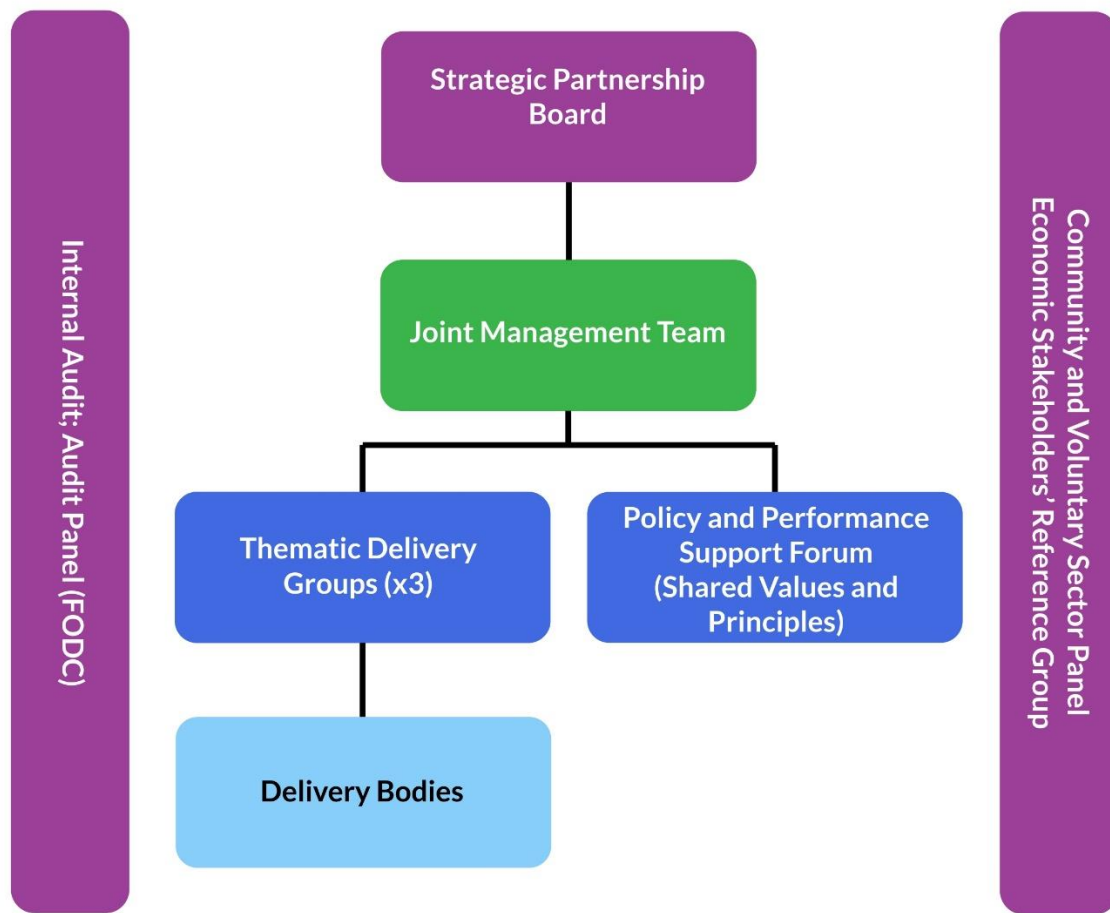 Internal Audit; Audit Panel (FODC)
Strategic Partnership
Board
Joint Management Team
Thematic Delivery
Groups (x3)
Policy and Performance
Support Forum
(Shared Values and
Principles)
Delivery Bodies
Community and Voluntary Sector Panel
Economic Stakeholders’ Reference Group